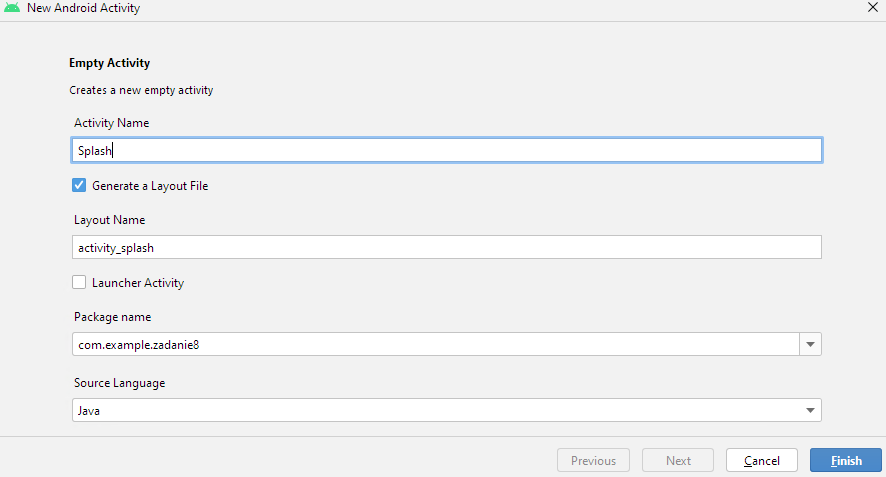 New Android Activity
Empty Activity
Creates a new empty activity
Activity Name
Splash
Generate a Layout File
Layout Name
activity_splash
Launcher Activity
Package name
com.example.zadanie8
Source Language
Java
Previous Next Cancel Finish